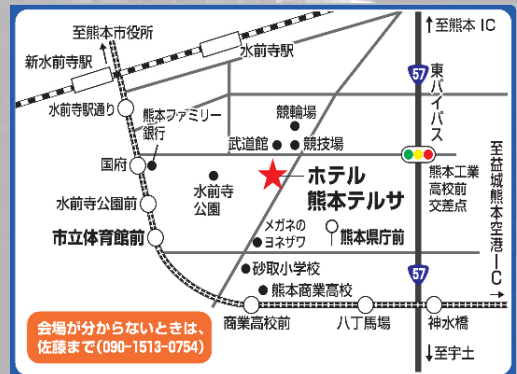 至熊本市役所
新水前寺駅
水前寺駅
↑至熊本 IC
57
東バイパス
水前寺駅通り
熊本ファミリー
銀行
競輪場
武道館
競技場
国府
水前寺
公園
ホテル
熊本テルサ
熊本工業
高校前
交差点
至益城熊本空港IC→
水前寺公園前
メガネの
ヨネザワ
熊本県庁前
市立体育館前
砂取小学校
57
熊本商業高校
商業高校前
八丁馬場
神水橋
会場が分からないときは、
佐藤まで(090-1513-0754)
↓至宇土